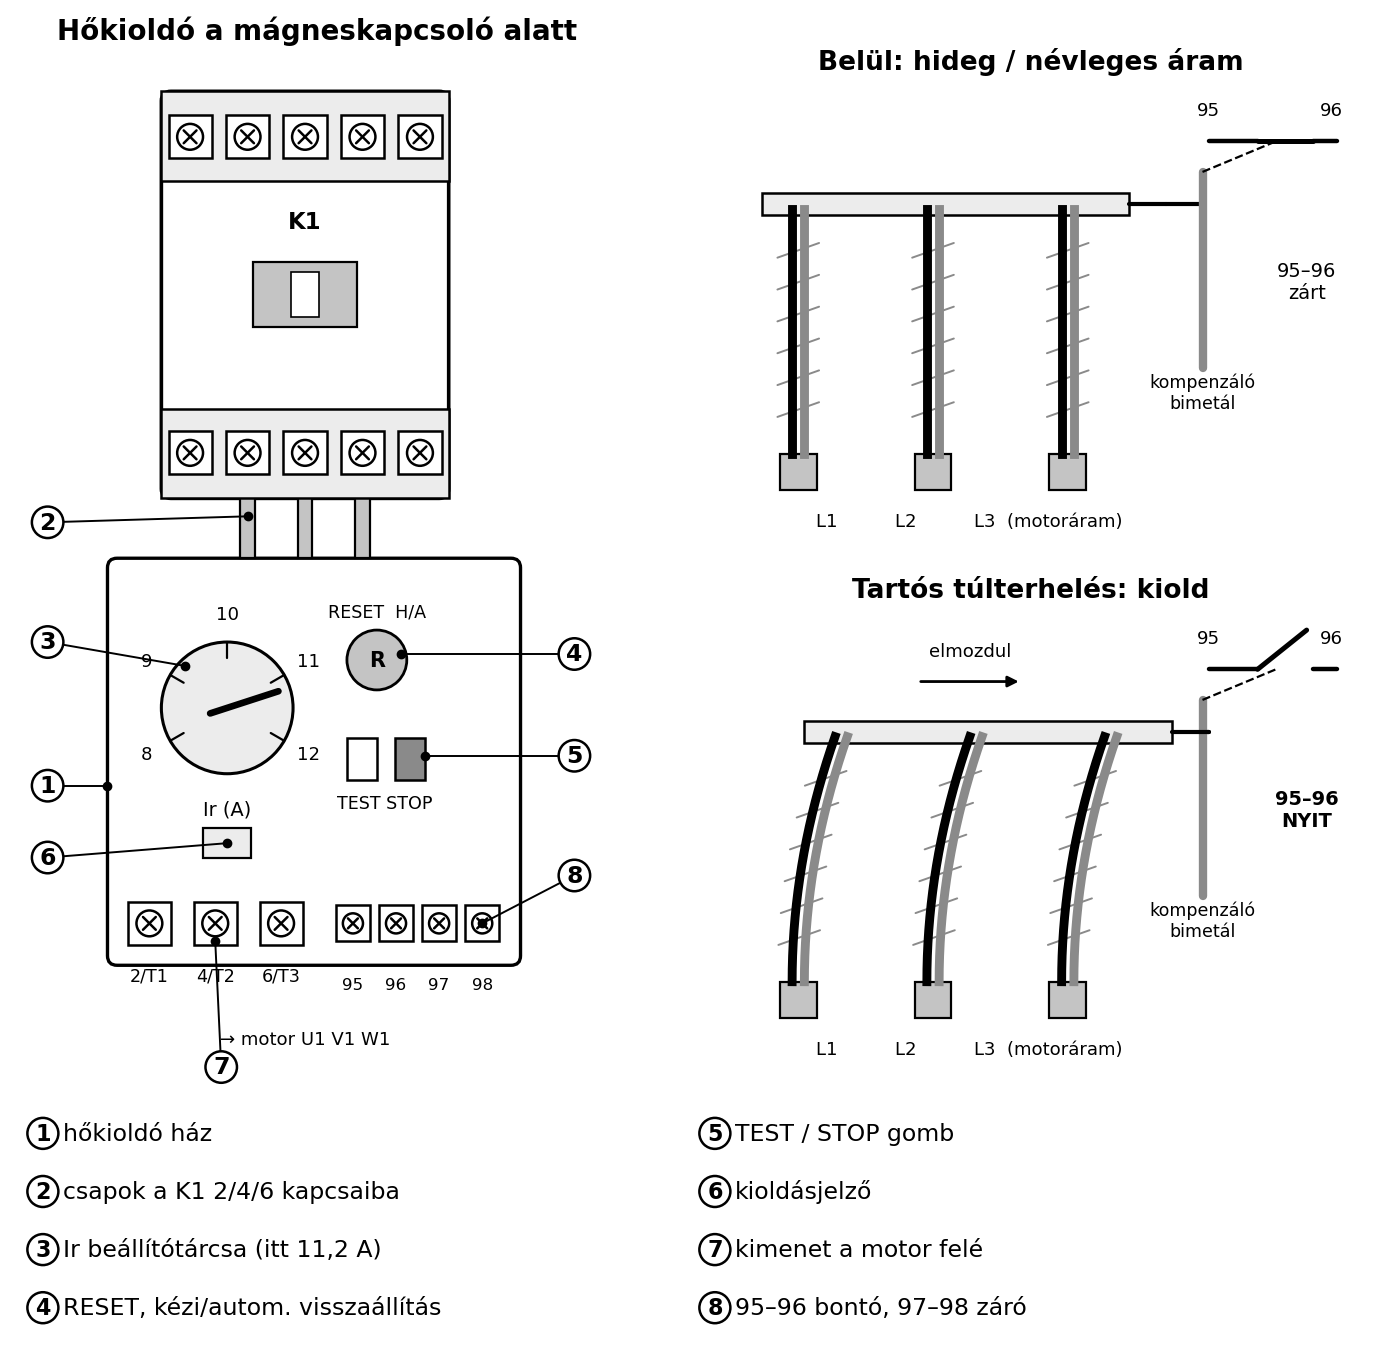 Hőkioldó a mágneskapcsoló alatt
K1
2
10
RESET H/A
3
9
11
R
4
8
12
5
TEST STOP
1
Ir (A)
6
8
2/T1 4/T2 6/T3
95 96 97 98
→ motor U1 V1 W1
7
Belül: hideg / névleges áram
95 96
95–96
zárt
kompenzáló
bimetál
L1 L2 L3 (motoráram)
Tartós túlterhelés: kiold
95 96
elmozdul
95–96
NYIT
kompenzáló
bimetál
L1 L2 L3 (motoráram)
1 hőkioldó ház
2 csapok a K1 2/4/6 kapcsaiba
3 Ir beállítótárcsa (itt 11,2 A)
4 RESET, kézi/autom. visszaállítás
5 TEST / STOP gomb
6 kioldásjelző
7 kimenet a motor felé
8 95–96 bontó, 97–98 záró